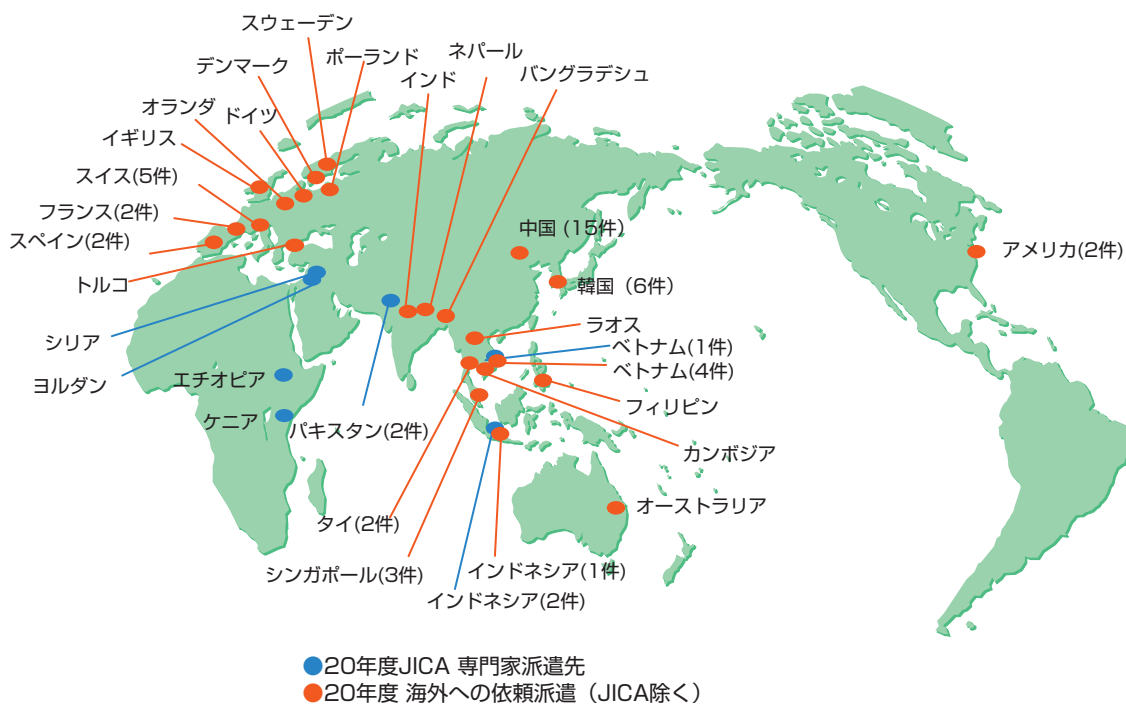 スウェーデン
デンマーク
ポーランド
ネパール
インド
バングラデシュ
オランダ
ドイツ
イギリス
スイス(5件)
フランス(2件)
スペイン(2件)
トルコ
中国 (15件)
韓国（6件）
アメリカ(2件)
シリア
ヨルダン
エチオピア
ケニア
パキスタン(2件)
ラオス
ベトナム(1件)
ベトナム(4件)
フィリピン
カンボジア
オーストラリア
タイ(2件)
シンガポール(3件)
インドネシア(1件)
インドネシア(2件)
20年度JICA 専門家派遣先
20年度 海外への依頼派遣（JICA除く）